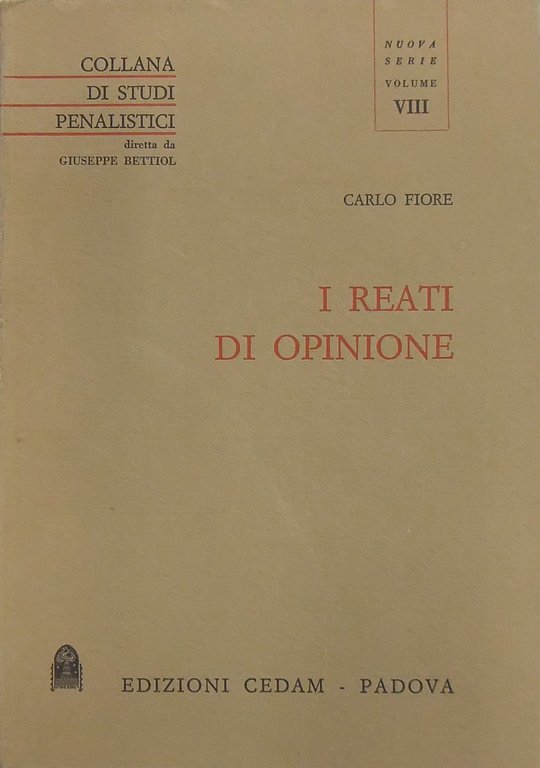 COLLANA
DI STUDI
PENALISTICI
diretta da
GIUSEPPE BETTIOL
NUOVA
SERIE
VOLUME
VIII
CARLO FIORE
I REATI
DI OPINIONE
EDIZIONI CEDAM - PADOVA